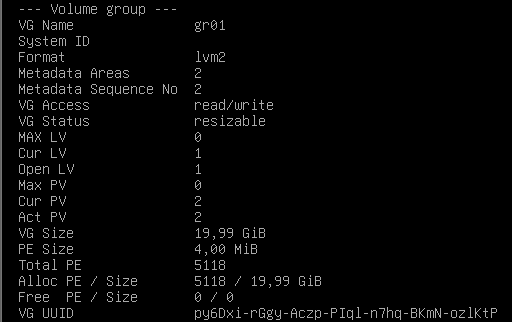 --- Volume group ---
VG Name gr01
System ID
Format lvm2
Metadata Areas 2
Metadata Sequence No 2
VG Access read/write
VG Status resizable
MAX LV 0
Cur LV 1
Open LV 1
Max PV 0
Cur PV 2
Act PV 2
VG Size 19,99 GiB
PE Size 4,00 MiB
Total PE 5118
Alloc PE / Size 5118 / 19,99 GiB
Free PE / Size 0 / 0
VG UUID py6Dxi-rGgy-Aczp-PIql-n7hq-BKmN-ozlKtP